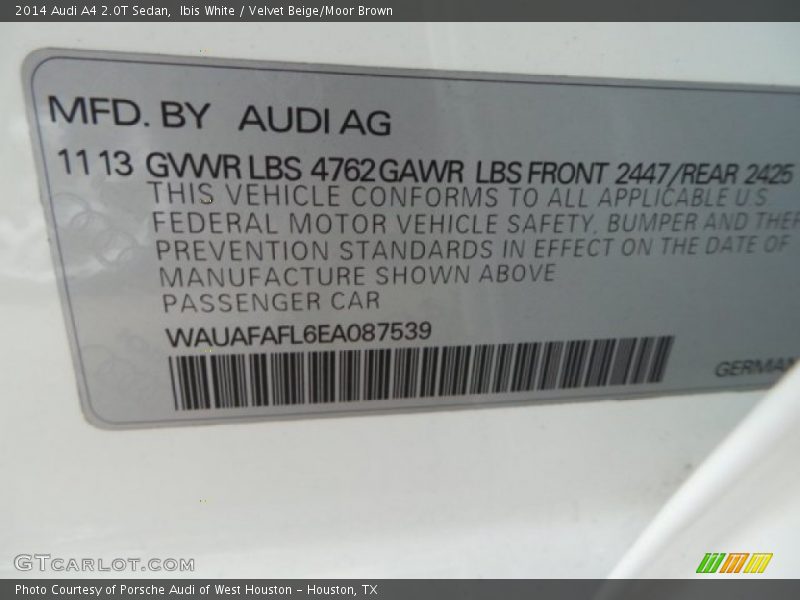 2014 Audi A4 2.0T Sedan, Ibis White / Velvet Beige/Moor Brown
MFD. BY AUDI AG
11 13 GVWR LBS 4762 GAWR LBS FRONT 2447/REAR 2425
THIS VEHICLE CONFORMS TO ALL APPLICABLE U S
FEDERAL MOTOR VEHICLE SAFETY, BUMPER AND THEF
PREVENTION STANDARDS IN EFFECT ON THE DATE OF
MANUFACTURE SHOWN ABOVE
PASSENGER CAR
WAUAFAFL6EA087539
GERMAN
GTCARLOT.COM
Photo Courtesy of Porsche Audi of West Houston - Houston, TX